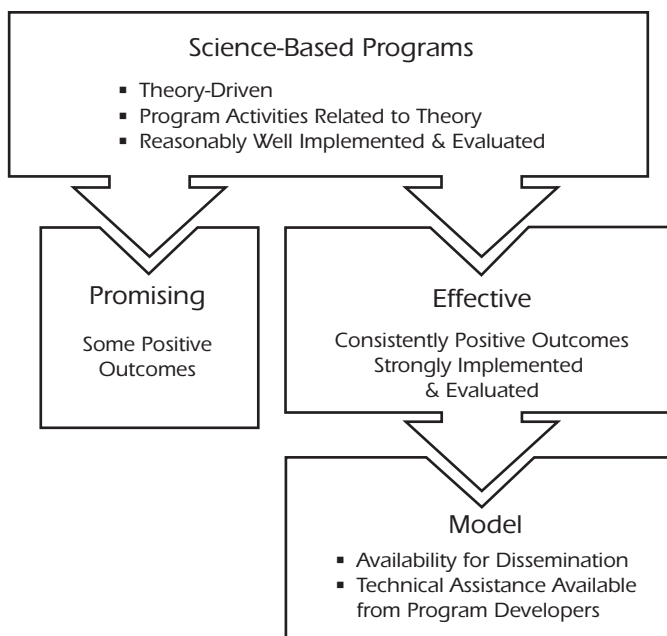 Science-Based Programs
▪ Theory-Driven
▪ Program Activities Related to Theory
▪ Reasonably Well Implemented & Evaluated
Promising
Some Positive
Outcomes
Effective
Consistently Positive Outcomes
Strongly Implemented
& Evaluated
Model
▪ Availability for Dissemination
▪ Technical Assistance Available
from Program Developers